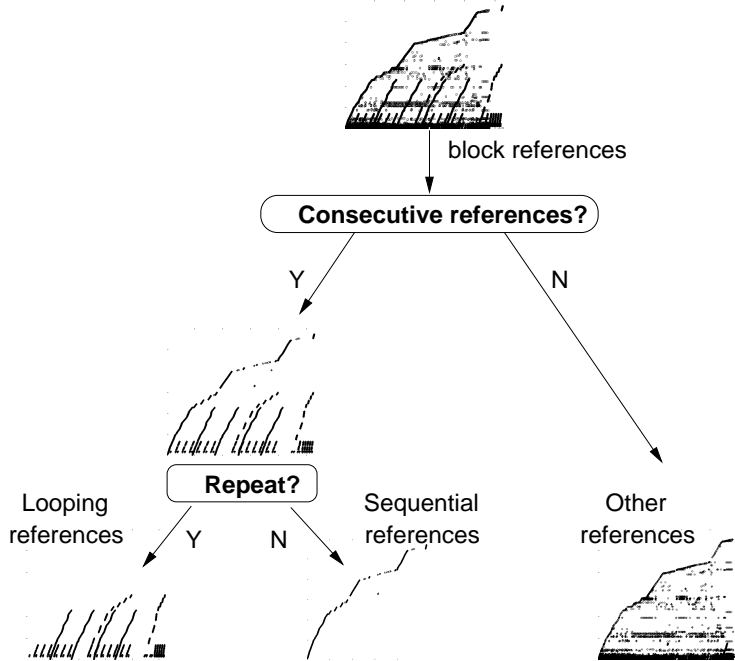 block references
Consecutive references?
Y
N
Repeat?
Looping
references
Sequential
references
Other
references
Y
N